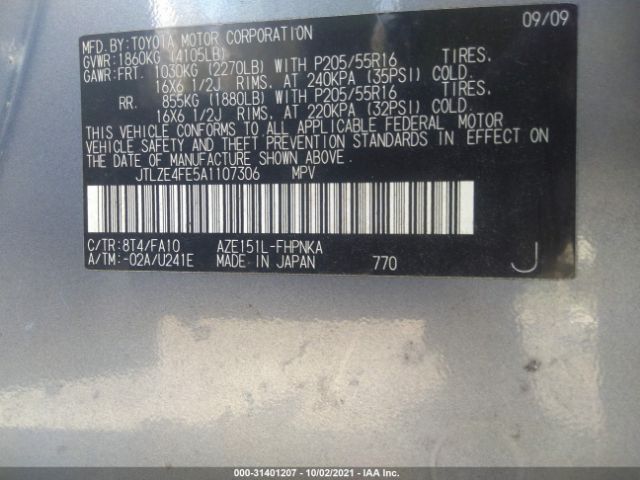 MFD.BY:TOYOTA MOTOR CORPORATION 09/09
GVWR:1860KG (4105LB)
GAWR:FRT. 1030KG (2270LB) WITH P205/55R16 TIRES,
16X6 1/2J RIMS, AT 240KPA (35PSI) COLD.
RR. 855KG (1880LB) WITH P205/55R16 TIRES,
16X6 1/2J RIMS, AT 220KPA (32PSI) COLD.
THIS VEHICLE CONFORMS TO ALL APPLICABLE FEDERAL MOTOR
VEHICLE SAFETY AND THEFT PREVENTION STANDARDS IN EFFECT ON
THE DATE OF MANUFACTURE SHOWN ABOVE.
JTLZE4FE5A1107306 MPV
C/TR:8T4/FA10 AZE151L-FHPNKA
A/TM:-02A/U241E MADE IN JAPAN 770 J
000-31401207 - 10/02/2021 - IAA Inc.